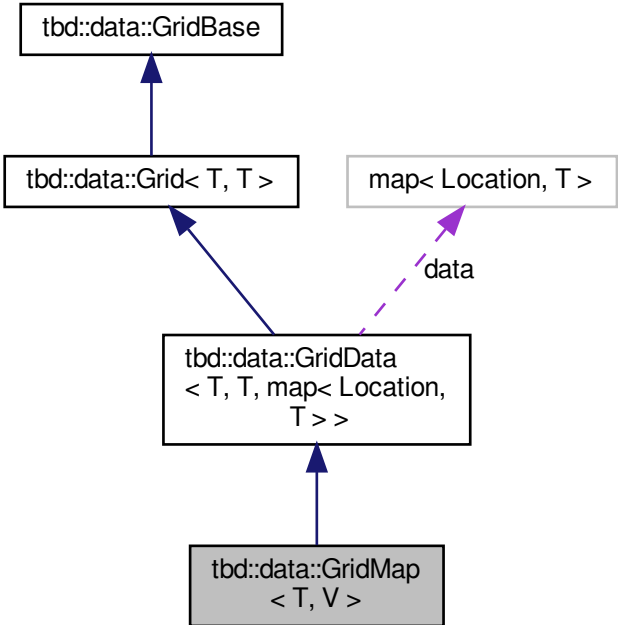 tbd::data::GridBase
tbd::data::Grid< T, T >
map< Location, T >
data
tbd::data::GridData
< T, T, map< Location,
T > >
tbd::data::GridMap
< T, V >